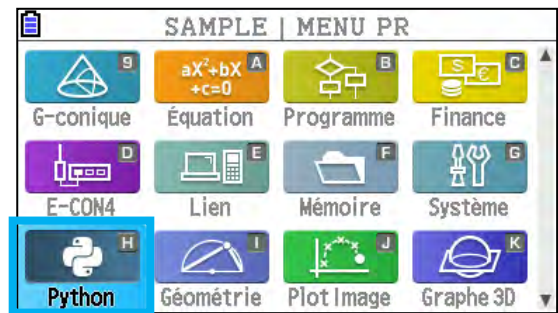 SAMPLE | MENU PR
9 A B C
aX²+bX
+c=0
$ €
G-conique Équation Programme Finance
D E F G
E-CON4 Lien Mémoire Système
H I J K
Python Géométrie Plot Image Graphe 3D